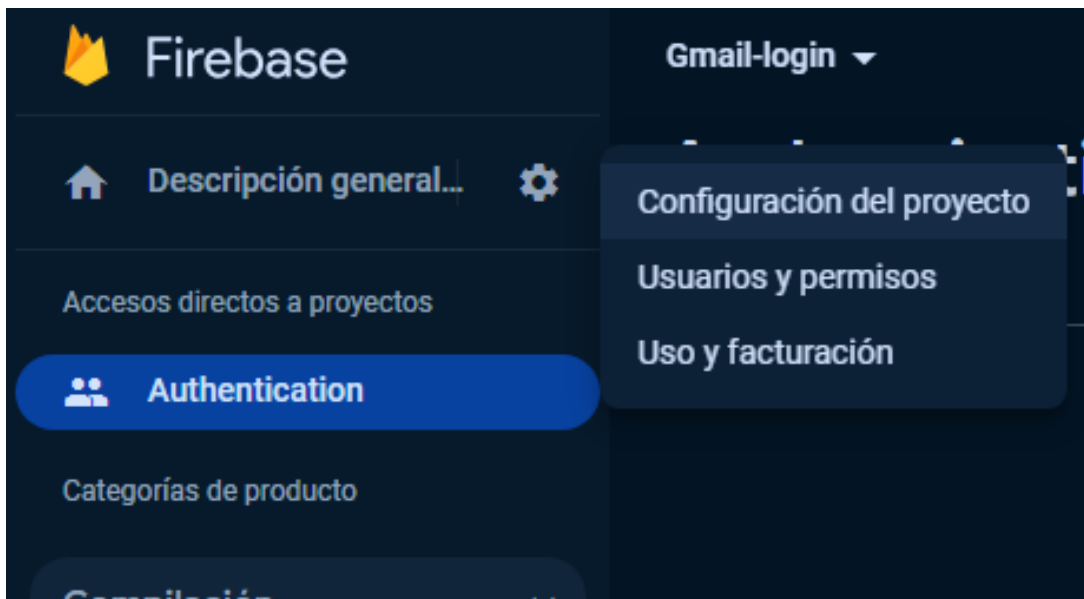 Firebase
Gmail-login
Descripción general...
Configuración del proyecto
Usuarios y permisos
Uso y facturación
Accesos directos a proyectos
Authentication
Categorías de producto
Compilación